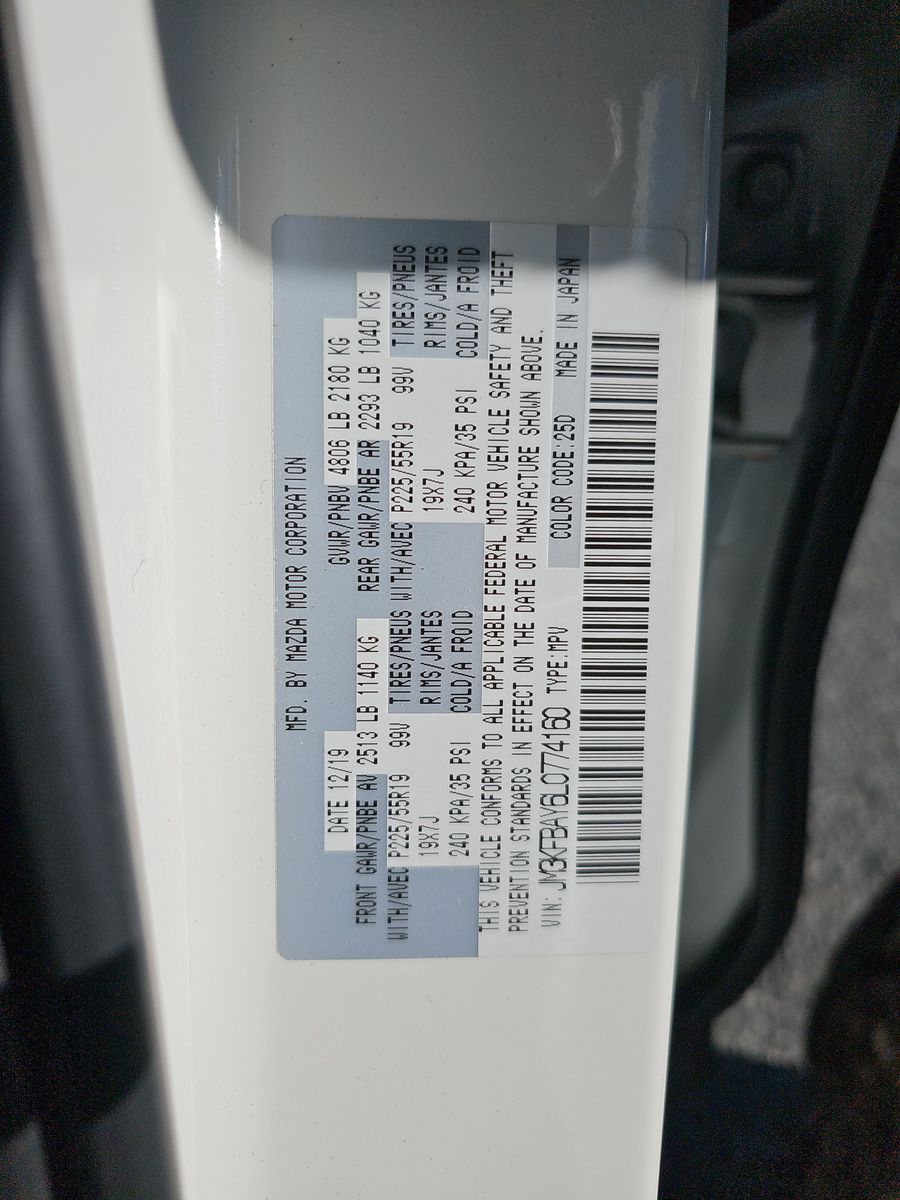 MFD. BY MAZDA MOTOR CORPORATION
DATE 12/19 GVWR/PNBV 4806 LB 2180 KG
FRONT GAWR/PNBE AV 2513 LB 1140 KG REAR GAWR/PNBE AR 2293 LB 1040 KG
WITH/AVEC P225/55R19 99V TIRES/PNEUS WITH/AVEC P225/55R19 99V TIRES/PNEUS
19X7J RIMS/JANTES 19X7J RIMS/JANTES
240 KPA/35 PSI COLD/A FROID 240 KPA/35 PSI COLD/A FROID
THIS VEHICLE CONFORMS TO ALL APPLICABLE FEDERAL MOTOR VEHICLE SAFETY AND THEFT
PREVENTION STANDARDS IN EFFECT ON THE DATE OF MANUFACTURE SHOWN ABOVE.
VIN: JM3KFBAY6L0774160 TYPE:MPV COLOR CODE:25D MADE IN JAPAN